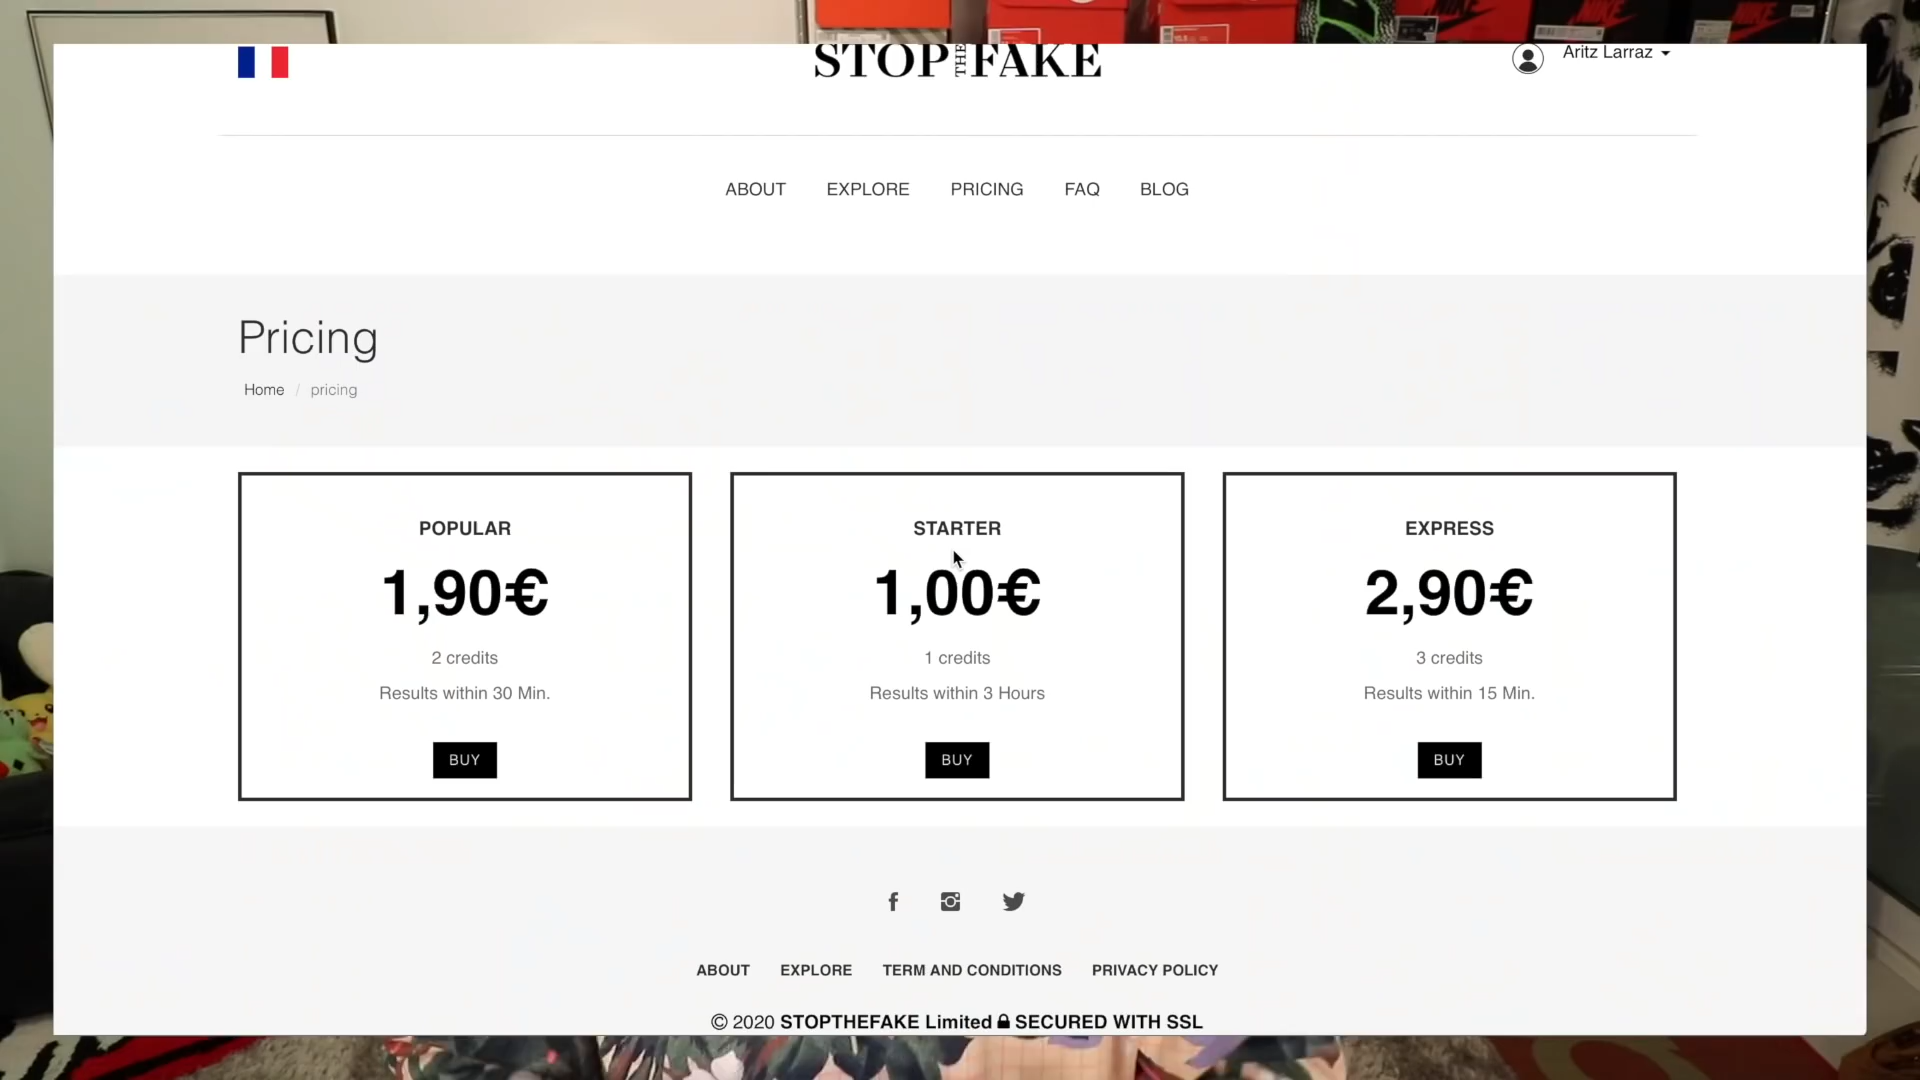 STOP THE FAKE
Aritz Larraz
ABOUT EXPLORE PRICING FAQ BLOG
Pricing
Home / pricing
POPULAR
1,90€
2 credits
Results within 30 Min.
BUY
STARTER
1,00€
1 credits
Results within 3 Hours
BUY
EXPRESS
2,90€
3 credits
Results within 15 Min.
BUY
ABOUT EXPLORE TERM AND CONDITIONS PRIVACY POLICY
© 2020 STOPTHEFAKE Limited SECURED WITH SSL